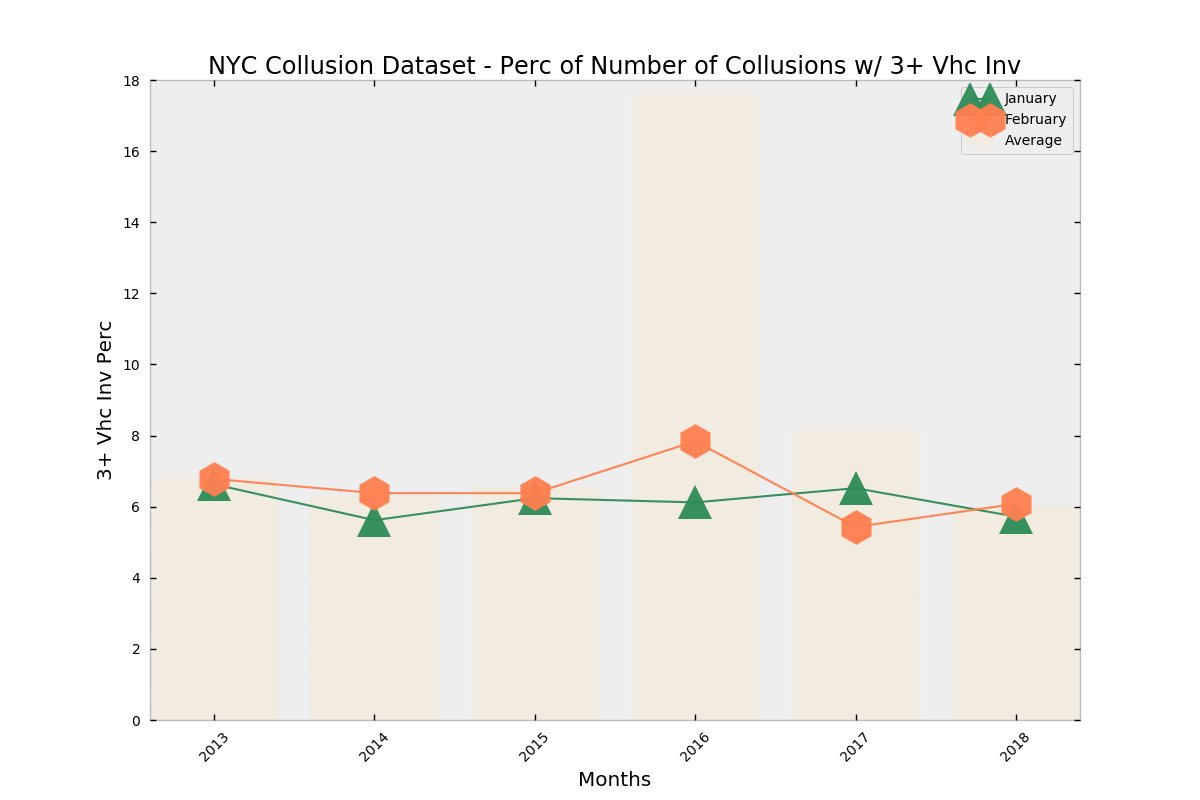 NYC Collusion Dataset - Perc of Number of Collusions w/ 3+ Vhc Inv
18
16
14
12
10
8
6
4
2
0
3+ Vhc Inv Perc
January
February
Average
2013
2014
2015
2016
2017
2018
Months